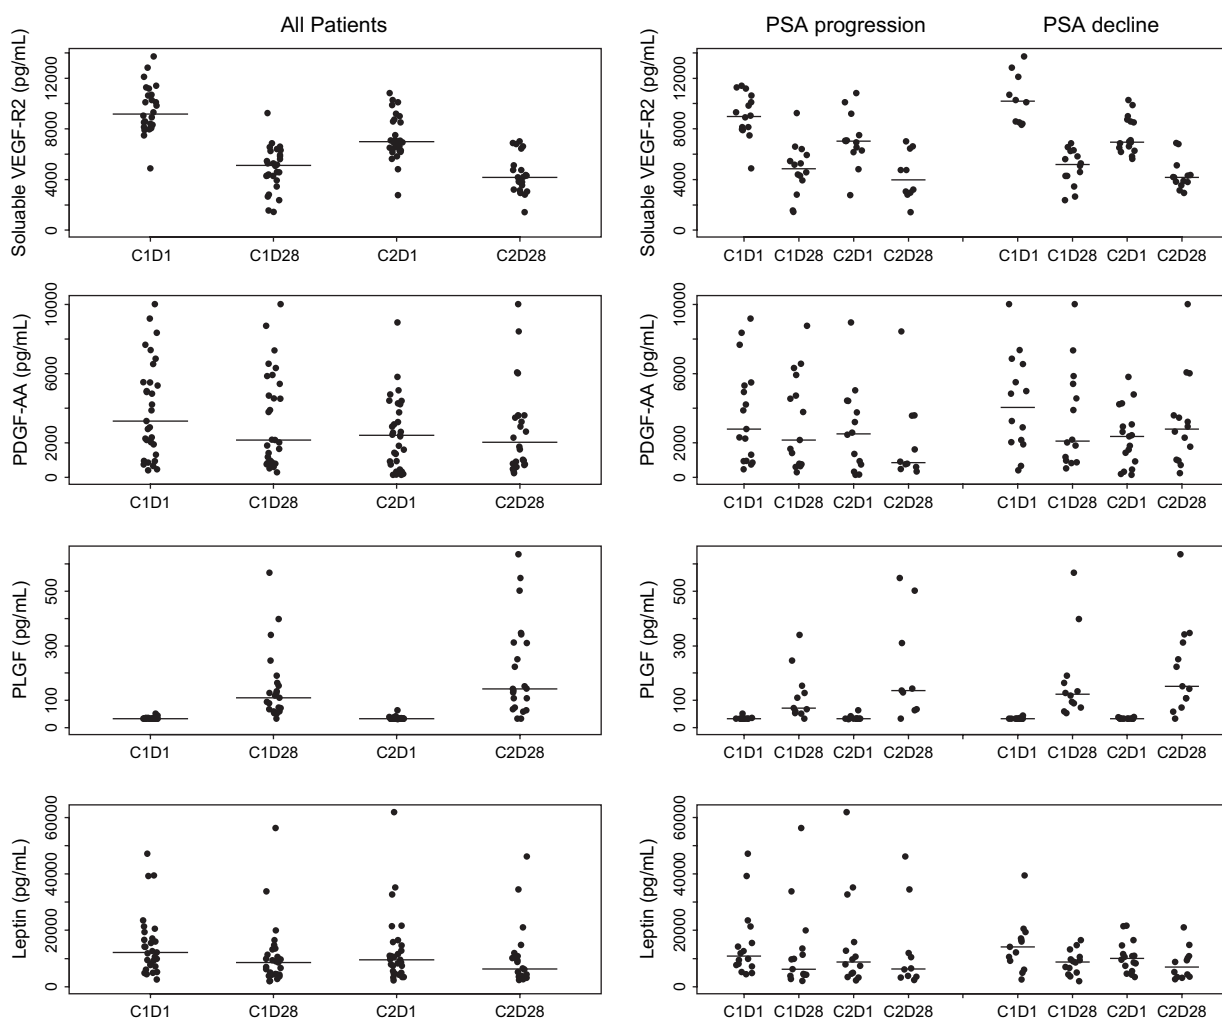 All Patients
PSA progression PSA decline
Soluable VEGF-R2 (pg/mL)
12000
8000
4000
0
C1D1 C1D28 C2D1 C2D28
Soluable VEGF-R2 (pg/mL)
12000
8000
4000
0
C1D1 C1D28 C2D1 C2D28 C1D1 C1D28 C2D1 C2D28
PDGF-AA (pg/mL)
10000
6000
2000
0
C1D1 C1D28 C2D1 C2D28
PDGF-AA (pg/mL)
10000
6000
2000
0
C1D1 C1D28 C2D1 C2D28 C1D1 C1D28 C2D1 C2D28
PLGF (pg/mL)
500
300
100
0
C1D1 C1D28 C2D1 C2D28
PLGF (pg/mL)
500
300
100
0
C1D1 C1D28 C2D1 C2D28 C1D1 C1D28 C2D1 C2D28
Leptin (pg/mL)
60000
40000
20000
0
C1D1 C1D28 C2D1 C2D28
Leptin (pg/mL)
60000
40000
20000
0
C1D1 C1D28 C2D1 C2D28 C1D1 C1D28 C2D1 C2D28